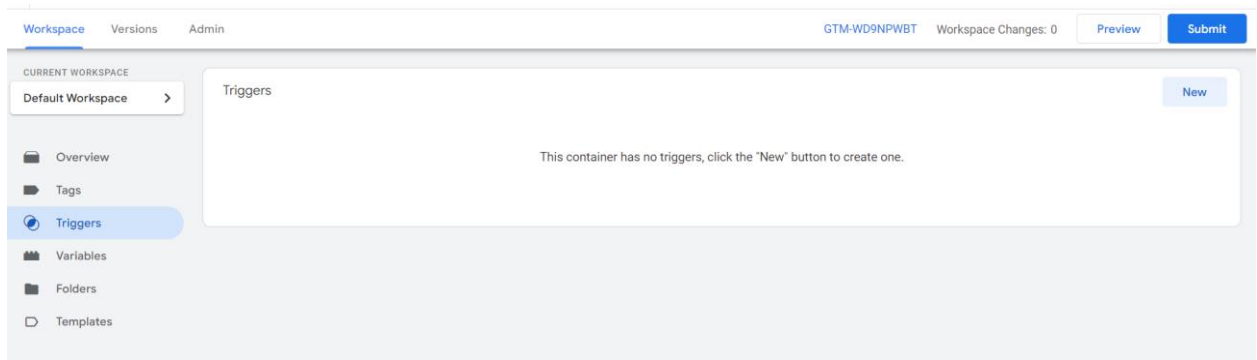 Workspace Versions Admin GTM-WD9NPWBT Workspace Changes: 0 Preview Submit
CURRENT WORKSPACE
Default Workspace
Triggers New
This container has no triggers, click the "New" button to create one.
Overview
Tags
Triggers
Variables
Folders
Templates